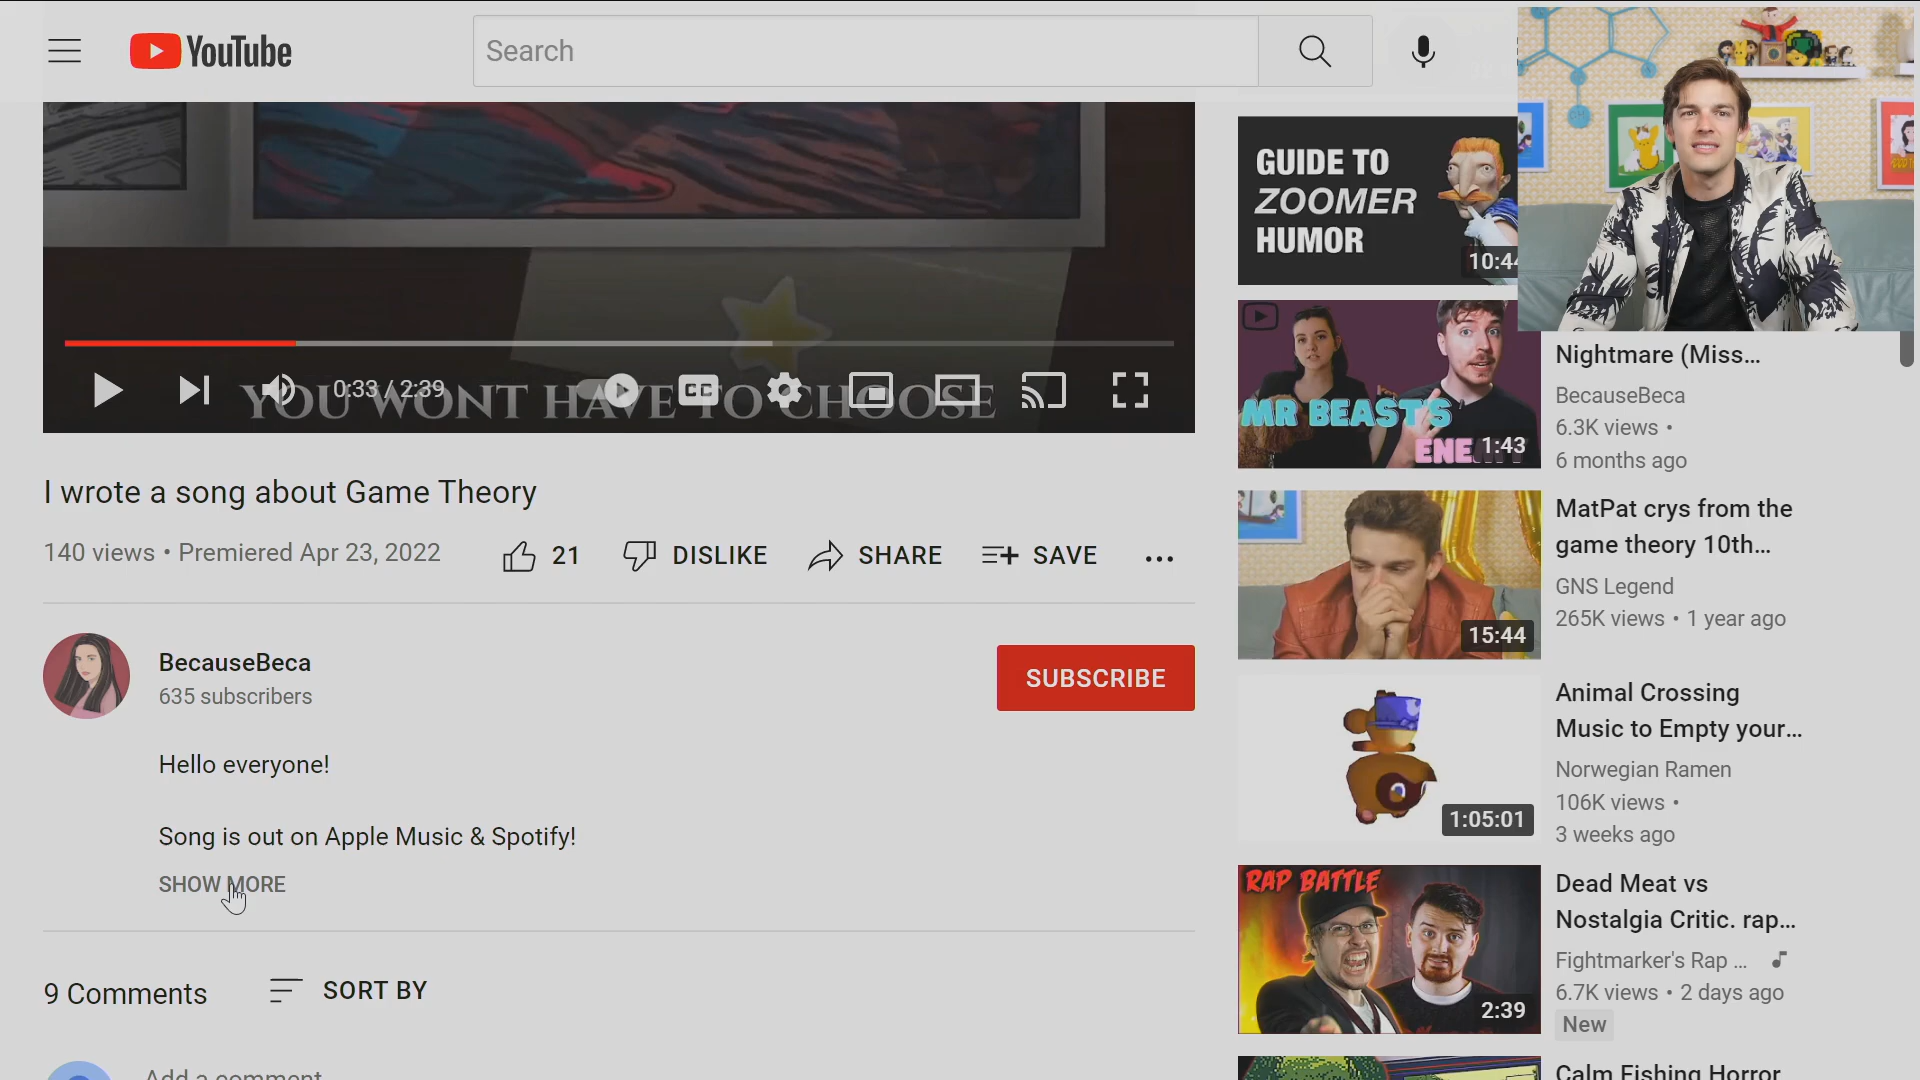 YouTube
Search
YOU WONT HAVE TO CHOOSE
0:33 / 2:39
CC
I wrote a song about Game Theory
140 views • Premiered Apr 23, 2022
21
DISLIKE
SHARE
SAVE
BecauseBeca
635 subscribers
SUBSCRIBE
Hello everyone!
Song is out on Apple Music & Spotify!
SHOW MORE
9 Comments
SORT BY
Add a comment
GUIDE TO
ZOOMER
HUMOR
10:44
MR BEAST'S
1:43
Nightmare (Miss...
BecauseBeca
6.3K views •
6 months ago
15:44
MatPat crys from the
game theory 10th...
GNS Legend
265K views • 1 year ago
1:05:01
Animal Crossing
Music to Empty your...
Norwegian Ramen
106K views •
3 weeks ago
RAP BATTLE
2:39
Dead Meat vs
Nostalgia Critic. rap...
Fightmarker's Rap ...
6.7K views • 2 days ago
New
Calm Fishing Horror